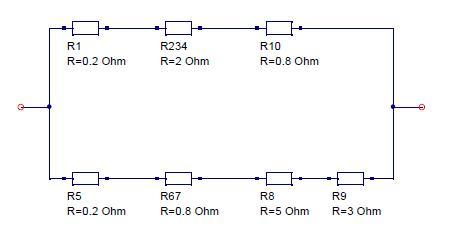 R1 R234 R10
R=0.2 Ohm R=2 Ohm R=0.8 Ohm
R5 R67 R8 R9
R=0.2 Ohm R=0.8 Ohm R=5 Ohm R=3 Ohm